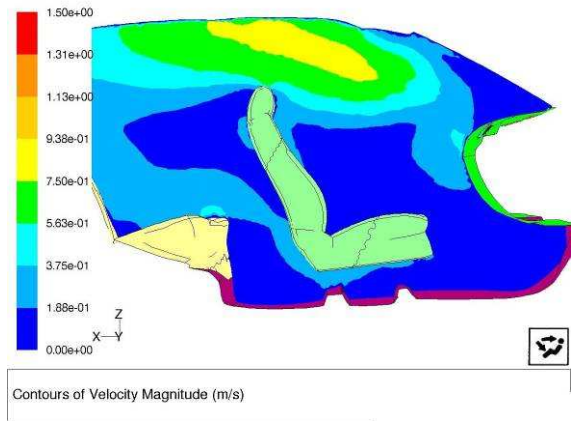 1.50e+00
1.31e+00
1.13e+00
9.38e-01
7.50e-01
5.63e-01
3.75e-01
1.88e-01
0.00e+00
Z
X
Y
Contours of Velocity Magnitude (m/s)